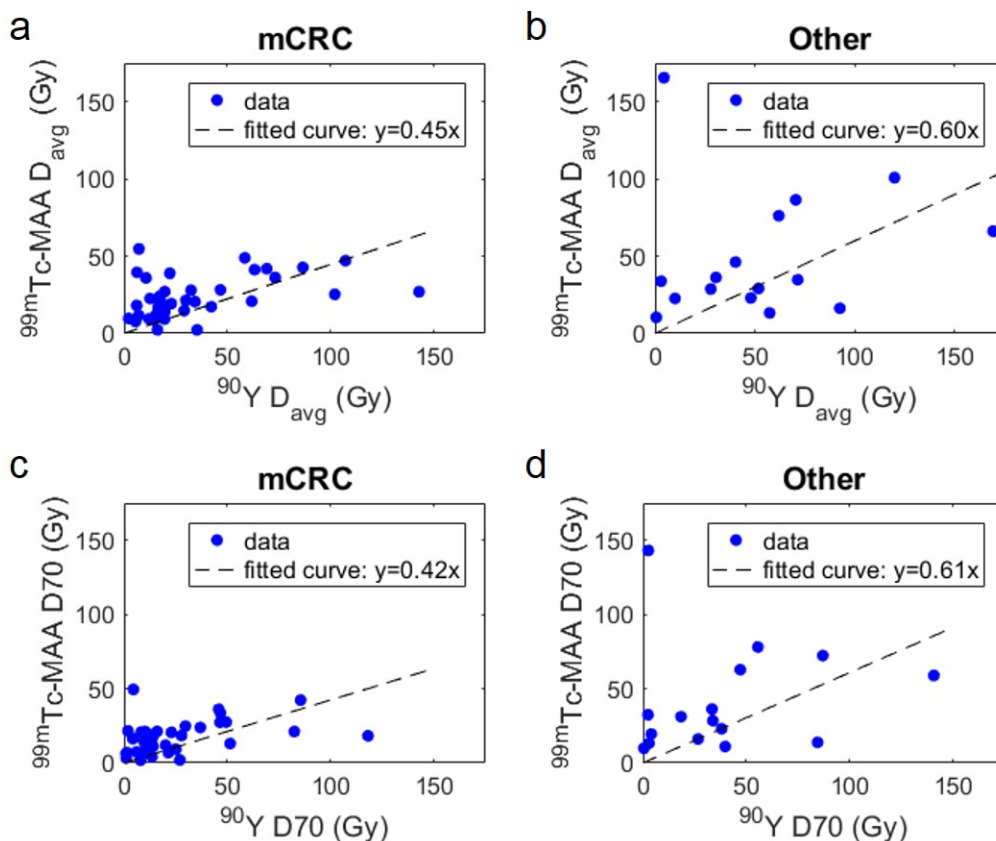 a
mCRC
99mTc-MAA Davg (Gy)
150
100
50
0
data
fitted curve: y=0.45x
0 50 100 150
90Y Davg (Gy)
b
Other
99mTc-MAA Davg (Gy)
150
100
50
0
data
fitted curve: y=0.60x
0 50 100 150
90Y Davg (Gy)
c
mCRC
99mTc-MAA D70 (Gy)
150
100
50
0
data
fitted curve: y=0.42x
0 50 100 150
90Y D70 (Gy)
d
Other
99mTc-MAA D70 (Gy)
150
100
50
0
data
fitted curve: y=0.61x
0 50 100 150
90Y D70 (Gy)